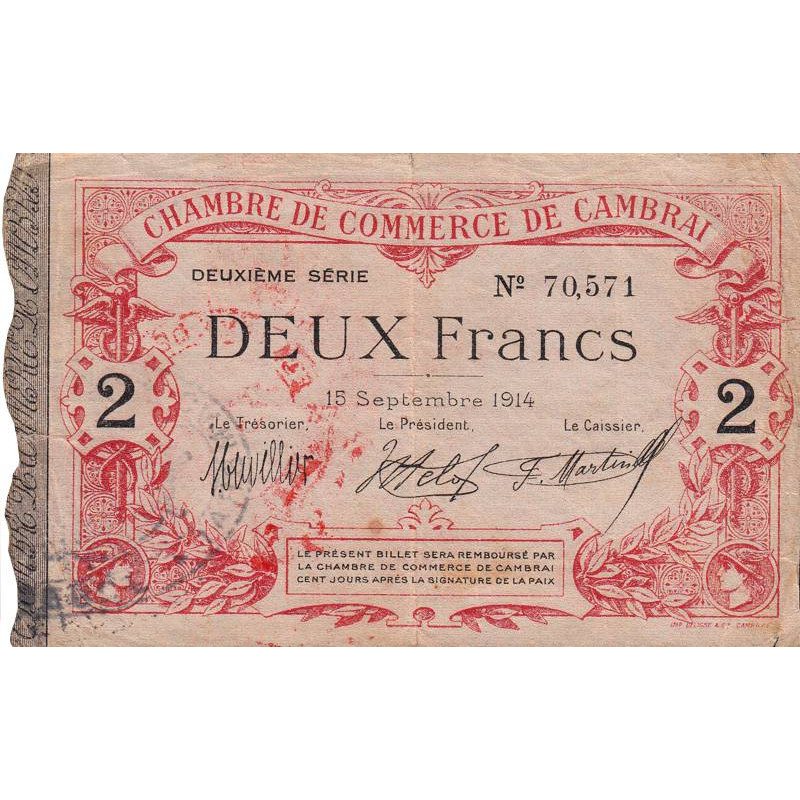 CHAMBRE DE COMMERCE DE CAMBRAI
DEUXIÈME SÉRIE Nº 70,571
DEUX Francs
2 2
15 Septembre 1914
Le Trésorier, Le Président, Le Caissier.
F. Martin
LE PRÉSENT BILLET SERA REMBOURSÉ PAR
LA CHAMBRE DE COMMERCE DE CAMBRAI
CENT JOURS APRÈS LA SIGNATURE DE LA PAIX